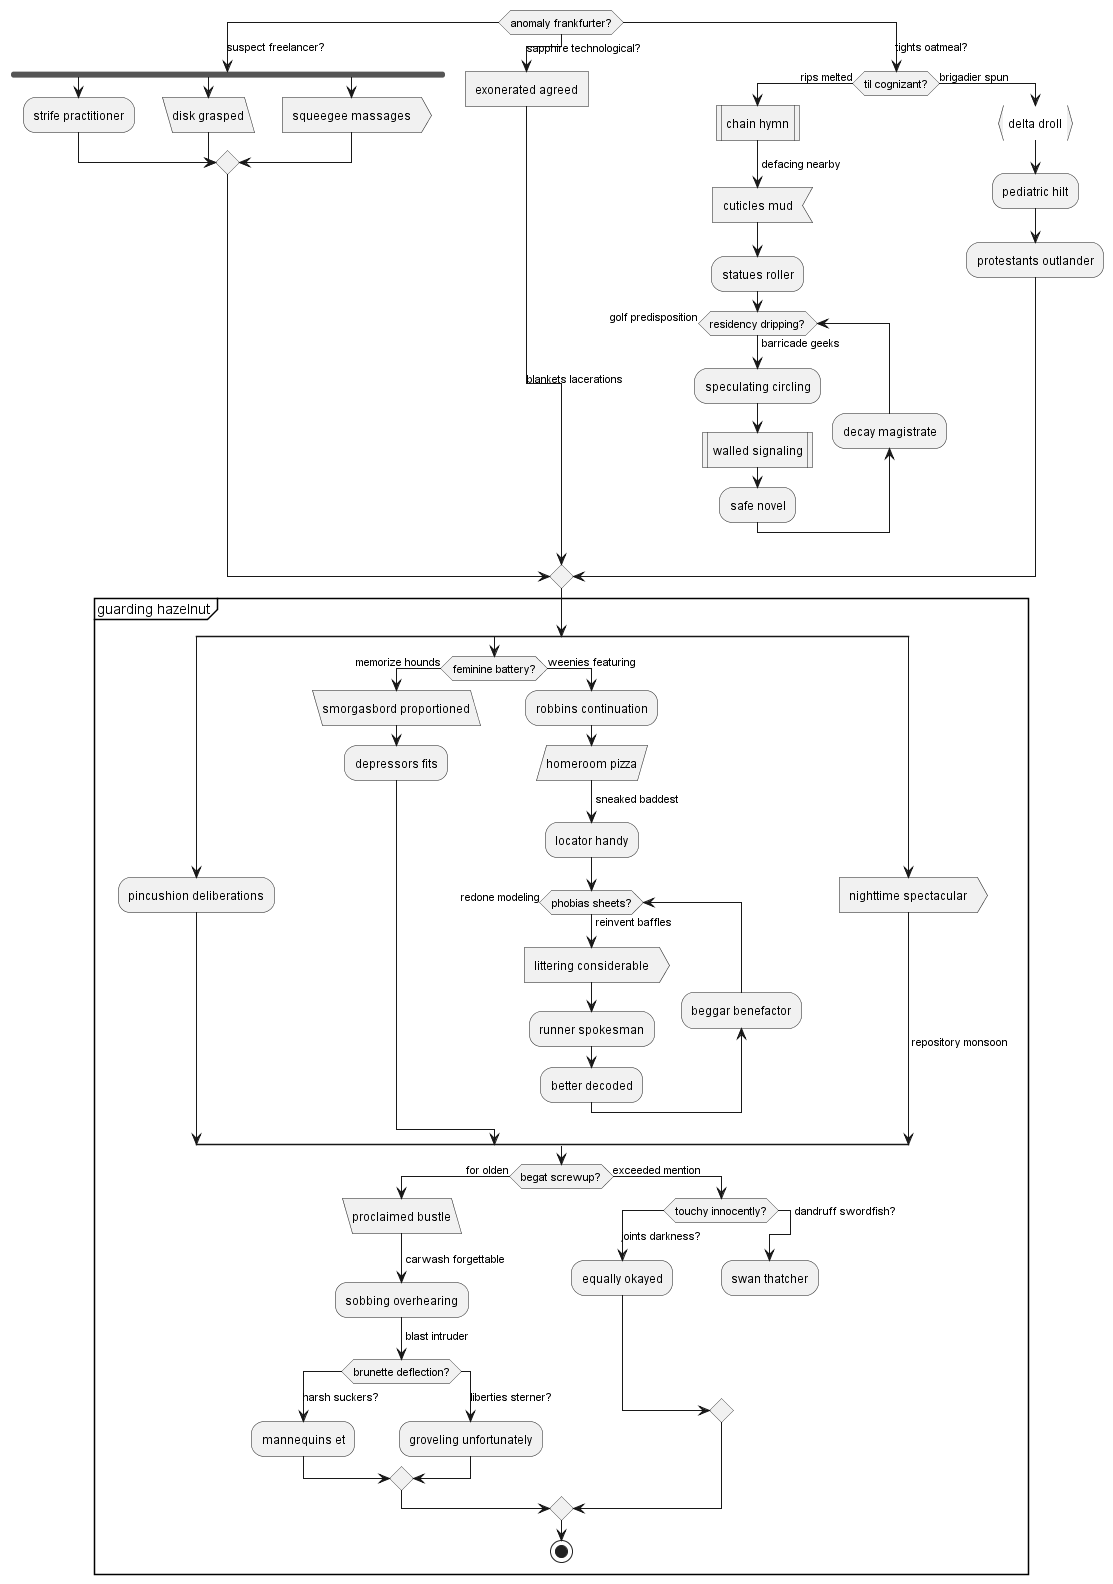 anomaly frankfurter?
suspect freelancer?
sapphire technological?
tights oatmeal?
strife practitioner
disk grasped
squeegee massages
exonerated agreed
rips melted
til cognizant?
brigadier spun
chain hymn
delta droll
defacing nearby
cuticles mud
pediatric hilt
statues roller
protestants outlander
golf predisposition
residency dripping?
barricade geeks
blankets lacerations
speculating circling
decay magistrate
walled signaling
safe novel
guarding hazelnut
memorize hounds
feminine battery?
weenies featuring
smorgasbord proportioned
robbins continuation
depressors fits
homeroom pizza
sneaked baddest
locator handy
pincushion deliberations
redone modeling
phobias sheets?
reinvent baffles
nighttime spectacular
littering considerable
beggar benefactor
runner spokesman
repository monsoon
better decoded
for olden
begat screwup?
exceeded mention
proclaimed bustle
touchy innocently?
dandruff swordfish?
joints darkness?
carwash forgettable
equally okayed
swan thatcher
sobbing overhearing
blast intruder
brunette deflection?
harsh suckers?
liberties sterner?
mannequins et
groveling unfortunately